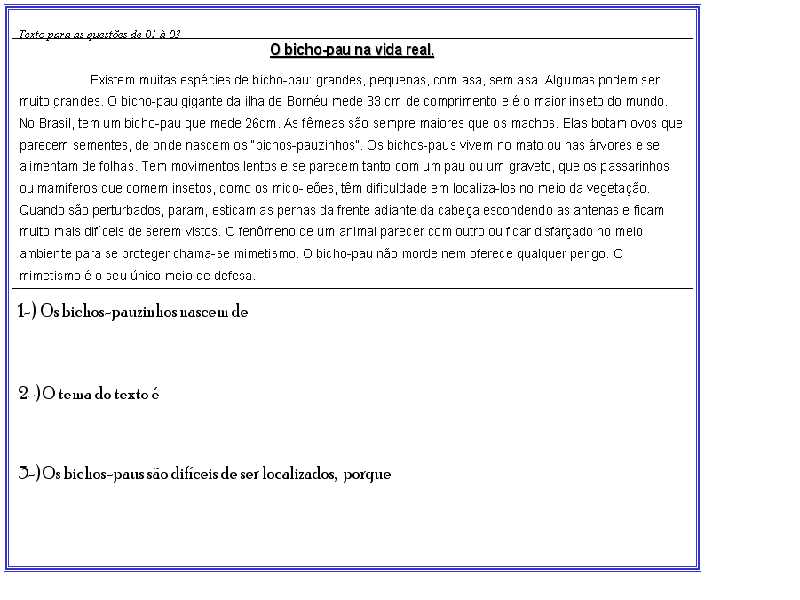 Texto para as questões de 01 à 03
O bicho-pau na vida real.
Existem muitas espécies de bicho-pau: grandes, pequenas, com asa, sem asa. Algumas podem ser
muito grandes. O bicho-pau gigante da ilha de Bornéu mede 33 cm de comprimento e é o maior inseto do mundo.
No Brasil, tem um bicho-pau que mede 26cm. As fêmeas são sempre maiores que os machos. Elas botam ovos que
parecem sementes, de onde nascem os "bichos-pauzinhos". Os bichos-paus vivem no mato ou nas árvores e se
alimentam de folhas. Tem movimentos lentos e se parecem tanto com um pau ou um graveto, que os passarinhos
ou mamíferos que comem insetos, como os mico-leões, têm dificuldade em localiza-los no meio da vegetação.
Quando são perturbados, param, esticam as pernas da frente adiante da cabeça escondendo as antenas e ficam
muito mais difíceis de serem vistos. O fenômeno de um animal parecer com outro ou ficar disfarçado no meio
ambiente para se proteger chama-se mimetismo. O bicho-pau não morde nem oferece qualquer perigo. O
mimetismo é o seu único meio de defesa.
1-) Os bichos-pauzinhos nascem de
2-) O tema do texto é
3-) Os bichos-paus são difíceis de ser localizados, porque